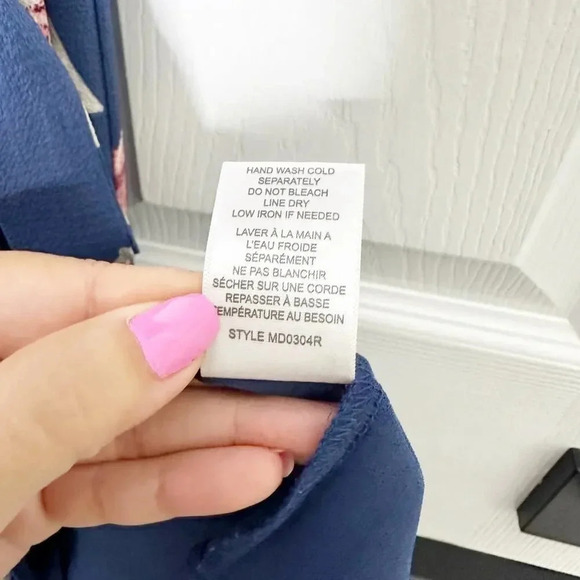 HAND WASH COLD
SEPARATELY
DO NOT BLEACH
LINE DRY
LOW IRON IF NEEDED
LAVER À LA MAIN A
L'EAU FROIDE
SÉPARÉMENT
NE PAS BLANCHIR
SÉCHER SUR UNE CORDE
REPASSER À BASSE
TEMPÉRATURE AU BESOIN
STYLE MD0304R